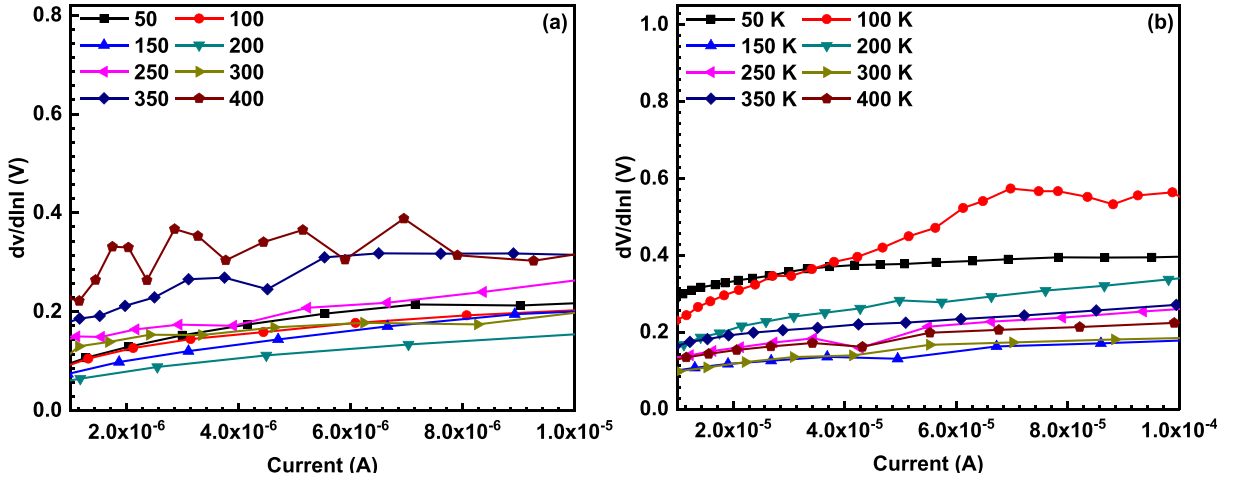 0.8
0.6
0.4
0.2
0.0
dv/dlnI (V)
50 100
150 200
250 300
350 400
(a)
2.0x10⁻⁶ 4.0x10⁻⁶ 6.0x10⁻⁶ 8.0x10⁻⁶ 1.0x10⁻⁵
Current (A)
1.0
0.8
0.6
0.4
0.2
0.0
dV/dlnI (V)
50 K 100 K
150 K 200 K
250 K 300 K
350 K 400 K
(b)
2.0x10⁻⁵ 4.0x10⁻⁵ 6.0x10⁻⁵ 8.0x10⁻⁵ 1.0x10⁻⁴
Current (A)